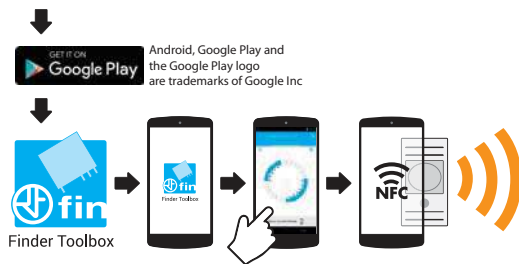 GET IT ON
Google Play
Android, Google Play and
the Google Play logo
are trademarks of Google Inc
fin
Finder Toolbox
fin
Finder Toolbox
NFC